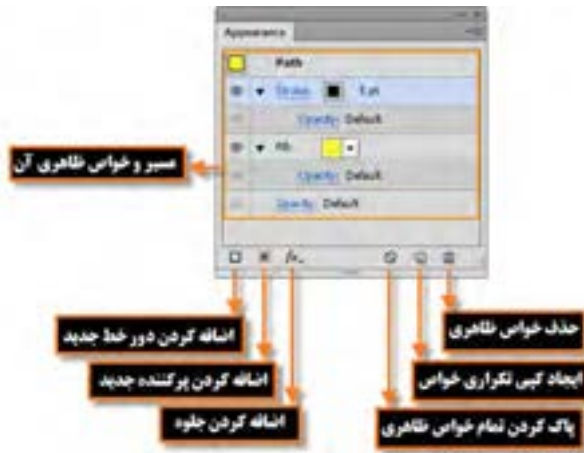 Appearance
Path
Stroke: 1 pt
Opacity: Default
Fill:
Opacity: Default
Opacity: Default
fx
مسیر و خواص ظاهری آن
اضافه کردن دور خط جدید
اضافه کردن پرکننده جدید
اضافه کردن جلوه
حذف خواص ظاهری
ایجاد کپی تکراری خواص
پاک کردن تمام خواص ظاهری